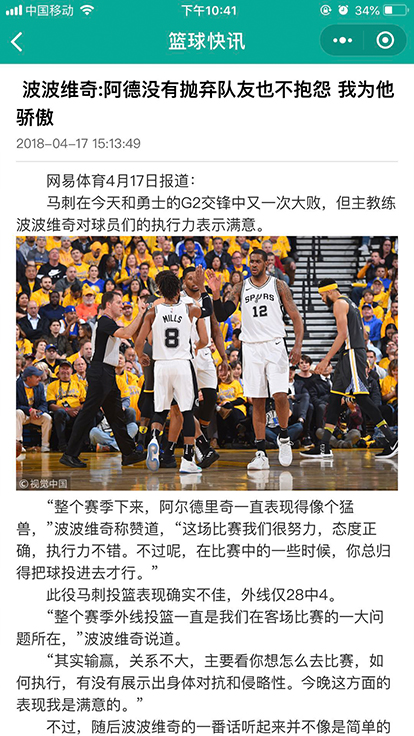 中国移动
下午10:41
34%
篮球快讯
波波维奇:阿德没有抛弃队友也不抱怨 我为他
骄傲
2018-04-17 15:13:49
网易体育4月17日报道：
马刺在今天和勇士的G2交锋中又一次大败，但主教练
波波维奇对球员们的执行力表示满意。
MILLS
8
SPURS
12
©视觉中国
“整个赛季下来，阿尔德里奇一直表现得像个猛
兽，”波波维奇称赞道，“这场比赛我们很努力，态度正
确，执行力不错。不过呢，在比赛中的一些时候，你总归
得把球投进去才行。”
此役马刺投篮表现确实不佳，外线仅28中4。
“整个赛季外线投篮一直是我们在客场比赛的一大问
题所在，”波波维奇说道。
“其实输赢，关系不大，主要看你想怎么去比赛，如
何执行，有没有展示出身体对抗和侵略性。今晚这方面的
表现我是满意的。”
不过，随后波波维奇的一番话听起来并不像是简单的